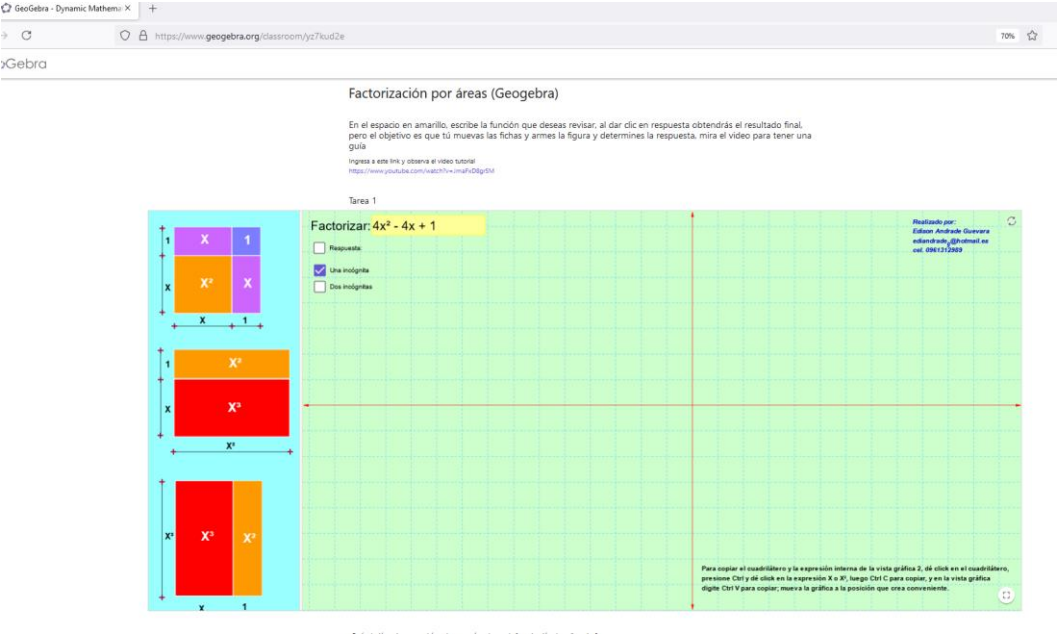 GeoGebra - Dynamic Mathema ×
+
https://www.geogebra.org/classroom/yz7kud2e
70%
Gebra
Factorización por áreas (Geogebra)
En el espacio en amarillo, escribe la función que deseas revisar, al dar clic en respuesta obtendrás el resultado final,
pero el objetivo es que tú muevas las fichas y armes la figura y determines la respuesta, mira el video para tener una
guía
Ingresa a este link y observa el video tutorial
Tarea 1
Factorizar: 4x² - 4x + 1
Respuesta:
Una incógnita
Dos incógnitas
Realizado por:
Edison Andrade Guevara
cel. 0961212989
1 X 1
x X² X
X 1
1 X²
x X³
X²
X² X³ X²
X 1
Para copiar el cuadrilátero y la expresión interna de la vista gráfica 2, dé click en el cuadrilátero,
presione Ctrl y dé click en la expresión X o X², luego Ctrl C para copiar, y en la vista gráfica
digite Ctrl V para copiar; mueva la gráfica a la posición que crea conveniente.